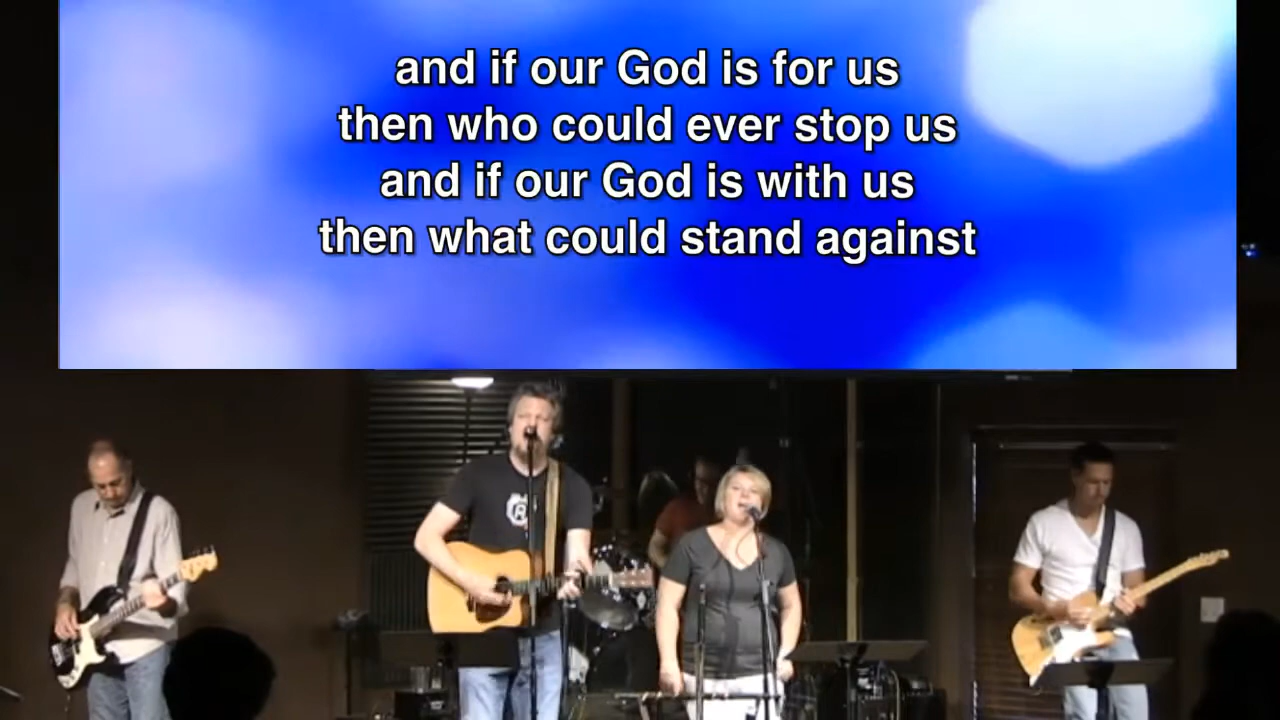 and if our God is for us
then who could ever stop us
and if our God is with us
then what could stand against